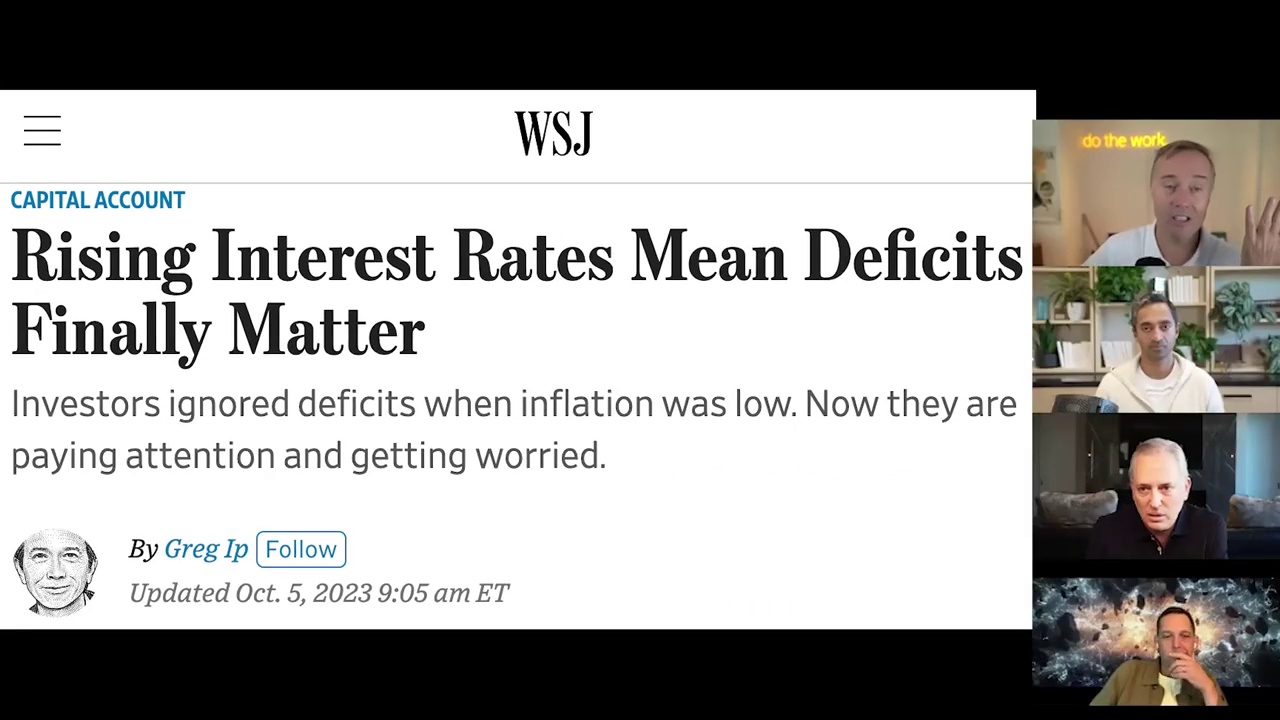 WSJ
do the work
CAPITAL ACCOUNT
Rising Interest Rates Mean Deficits
Finally Matter
Investors ignored deficits when inflation was low. Now they are
paying attention and getting worried.
By Greg Ip Follow
Updated Oct. 5, 2023 9:05 am ET